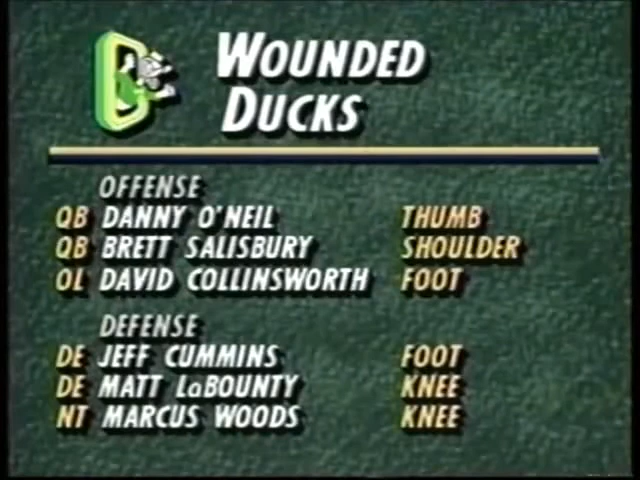 WOUNDED
DUCKS
OFFENSE
QB DANNY O'NEIL THUMB
QB BRETT SALISBURY SHOULDER
OL DAVID COLLINSWORTH FOOT
DEFENSE
DE JEFF CUMMINS FOOT
DE MATT LaBOUNTY KNEE
NT MARCUS WOODS KNEE